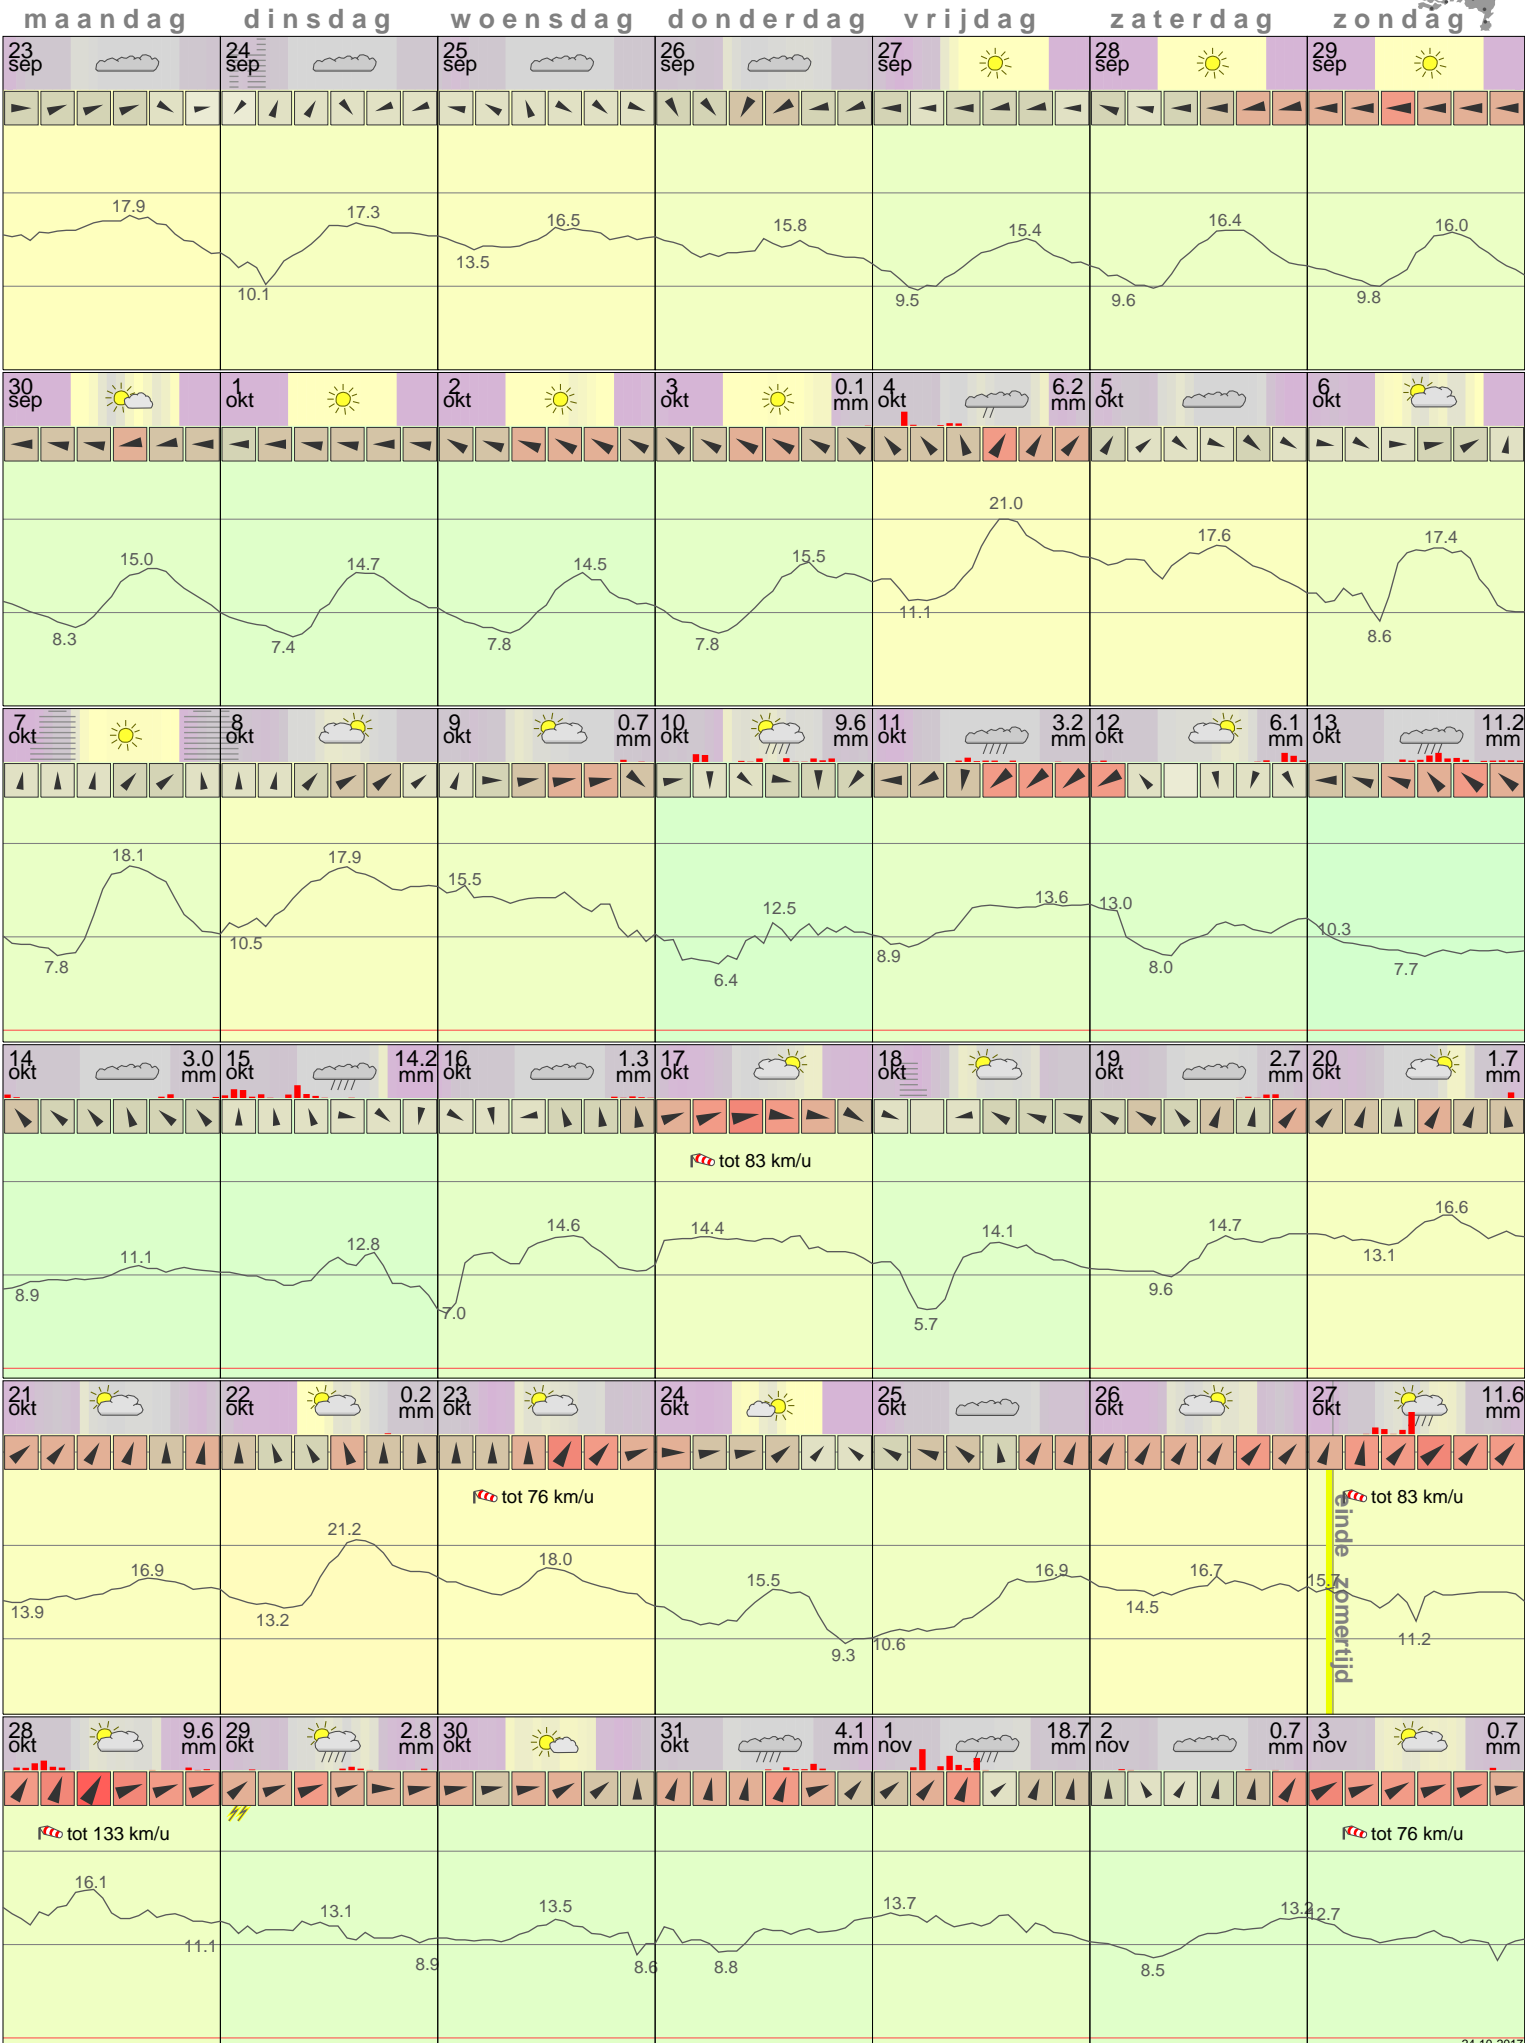 maandag dinsdag woensdag donderdag vrijdag zaterdag zondag
23 24 25 26 27 28 29
sep sep sep sep sep sep sep
17.9 17.3 16.5 15.8 15.4 16.4 16.0
10.1 13.5 9.5 9.6 9.8
30 1 2 3 0.1 4 6.2 5 6
sep okt okt okt mm okt mm okt okt
15.0 14.7 14.5 15.5 21.0 17.6 17.4
8.3 7.4 7.8 7.8 11.1 8.6
7 8 9 0.7 10 9.6 11 3.2 12 6.1 13 11.2
okt okt okt mm okt mm okt mm okt mm okt mm
18.1 17.9 15.5 12.5 13.6 13.0 10.3
7.8 10.5 6.4 8.9 8.0 7.7
14 3.0 15 14.2 16 1.3 17 18 19 2.7 20 1.7
okt mm okt mm okt mm okt okt okt mm okt mm
tot 83 km/u
11.1 12.8 14.6 14.4 14.1 14.7 16.6
8.9 7.0 5.7 9.6 13.1
21 22 0.2 23 24 25 26 27 11.6
okt okt mm okt okt okt okt okt mm
tot 76 km/u tot 83 km/u
einde zomertijd
16.9 21.2 18.0 15.5 16.9 16.7 15.7
13.9 13.2 9.3 10.6 14.5 11.2
28 9.6 29 2.8 30 31 4.1 1 18.7 2 0.7 3 0.7
okt mm okt mm okt okt mm nov mm nov mm nov mm
tot 133 km/u tot 76 km/u
16.1 13.1 13.5 13.7 13.2 12.7
11.1 8.9 8.6 8.8 8.5